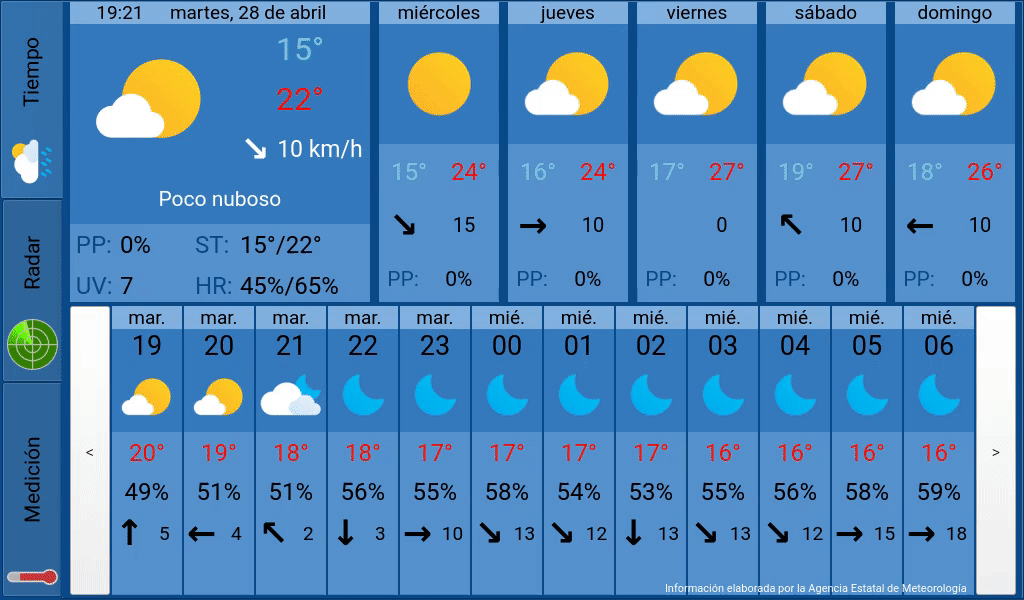 Tiempo
Radar
Medición
19:21 martes, 28 de abril
15°
22°
10 km/h
Poco nuboso
PP: 0% ST: 15°/22°
UV: 7 HR: 45%/65%
miércoles
15° 24°
15
PP: 0%
jueves
16° 24°
10
PP: 0%
viernes
17° 27°
0
PP: 0%
sábado
19° 27°
10
PP: 0%
domingo
18° 26°
10
PP: 0%
mar. mar. mar. mar. mar. mié. mié. mié. mié. mié. mié. mié.
19 20 21 22 23 00 01 02 03 04 05 06
< 20° 19° 18° 18° 17° 17° 17° 17° 16° 16° 16° 16° >
49% 51% 51% 56% 55% 58% 54% 53% 55% 56% 58% 59%
5 4 2 3 10 13 12 13 13 12 15 18
Información elaborada por la Agencia Estatal de Meteorología